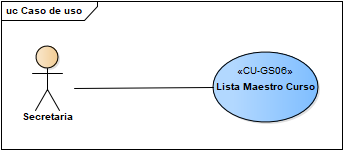 uc Caso de uso
«CU-GS06»
Lista Maestro Curso
Secretaria